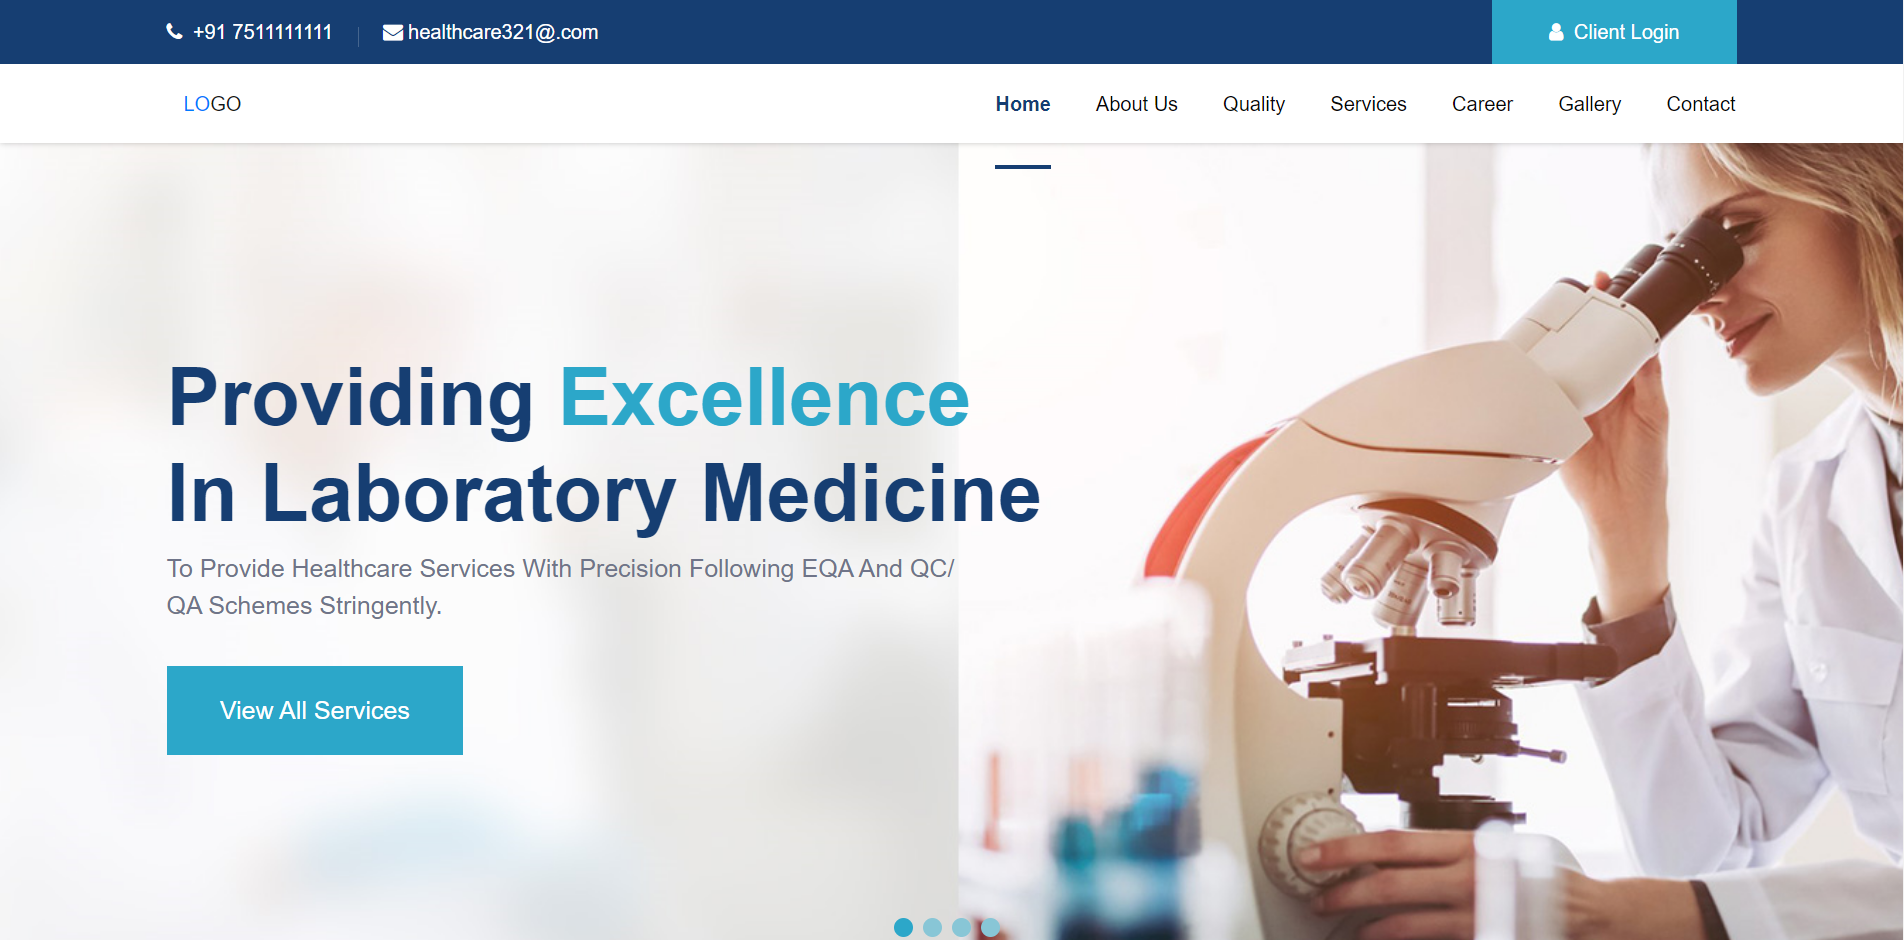 +91 7511111111
healthcare321@.com
Client Login
LOGO
Home About Us Quality Services Career Gallery Contact
Providing Excellence
In Laboratory Medicine
To Provide Healthcare Services With Precision Following EQA And QC/
QA Schemes Stringently.
View All Services